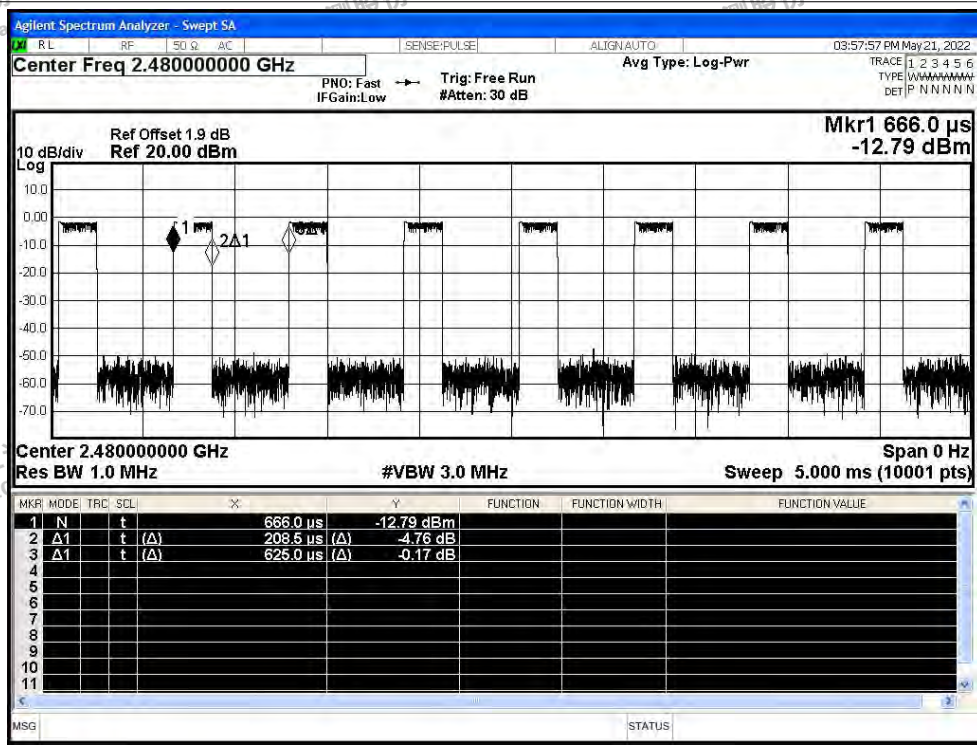 Agilent Spectrum Analyzer - Swept SA
RL RF 50 Ω AC SENSE:PULSE ALIGN AUTO 03:57:57 PM May 21, 2022
Center Freq 2.480000000 GHz
PNO: Fast
IFGain:Low
Trig: Free Run
#Atten: 30 dB
Avg Type: Log-Pwr
TRACE 1 2 3 4 5 6
TYPE
DET P N N N N N
Ref Offset 1.9 dB
10 dB/div Ref 20.00 dBm
Log
Mkr1 666.0 µs
-12.79 dBm
10.0
0.00
-10.0
-20.0
-30.0
-40.0
-50.0
-60.0
-70.0
1
2Δ1
Center 2.480000000 GHz Span 0 Hz
Res BW 1.0 MHz #VBW 3.0 MHz Sweep 5.000 ms (10001 pts)
MKR MODE TRC SCL X Y FUNCTION FUNCTION WIDTH FUNCTION VALUE
1 N t 666.0 µs -12.79 dBm
2 Δ1 t (Δ) 208.5 µs (Δ) -4.76 dB
3 Δ1 t (Δ) 625.0 µs (Δ) -0.17 dB
4
5
6
7
8
9
10
11
MSG STATUS